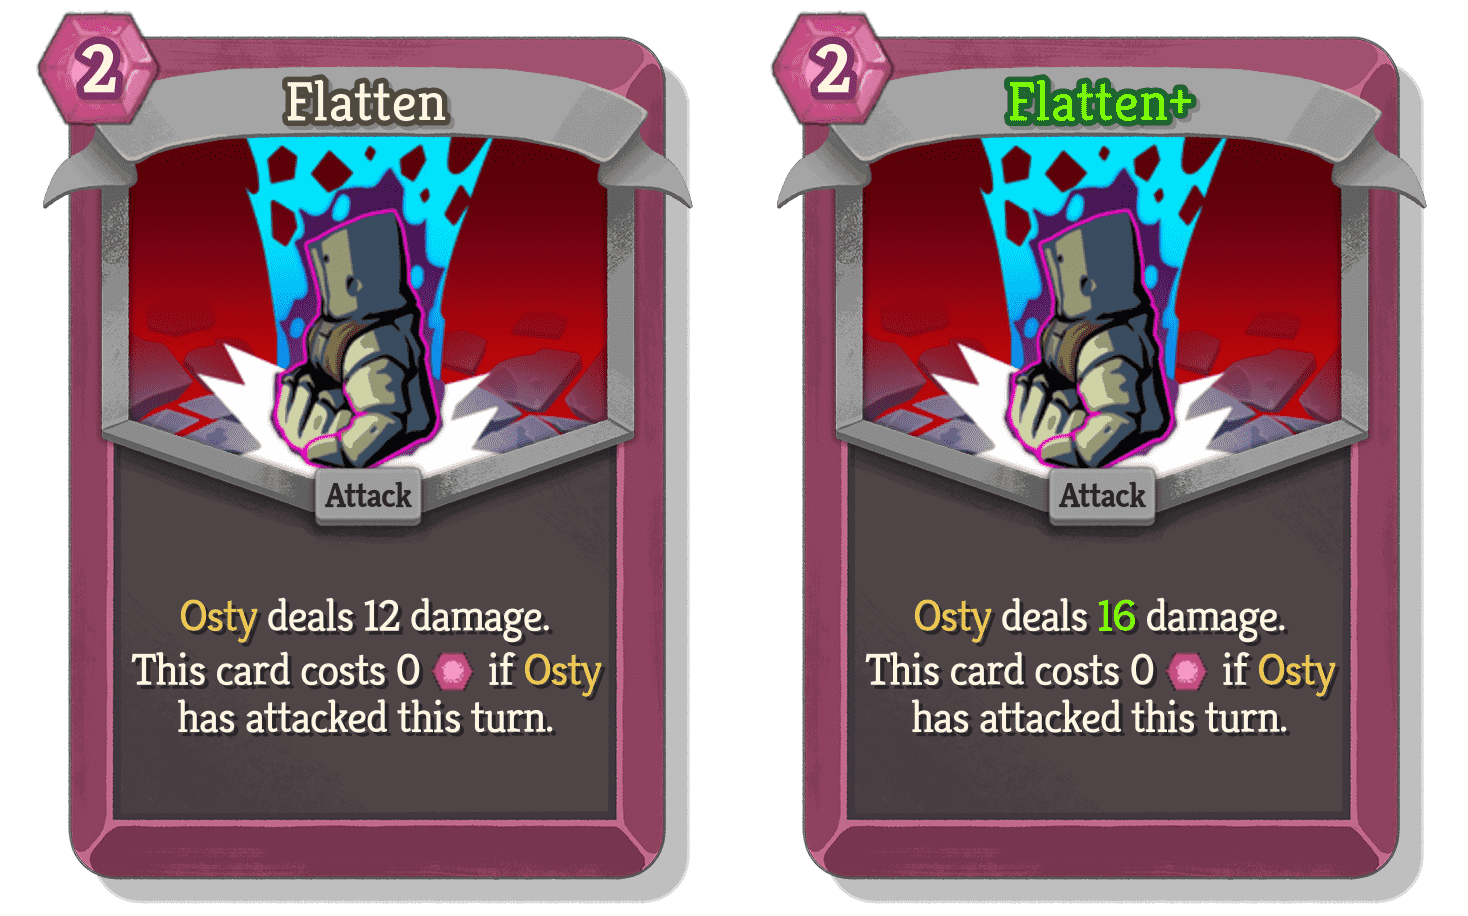 2
Flatten
Attack
Osty deals 12 damage.
This card costs 0 if Osty
has attacked this turn.
2
Flatten+
Attack
Osty deals 16 damage.
This card costs 0 if Osty
has attacked this turn.